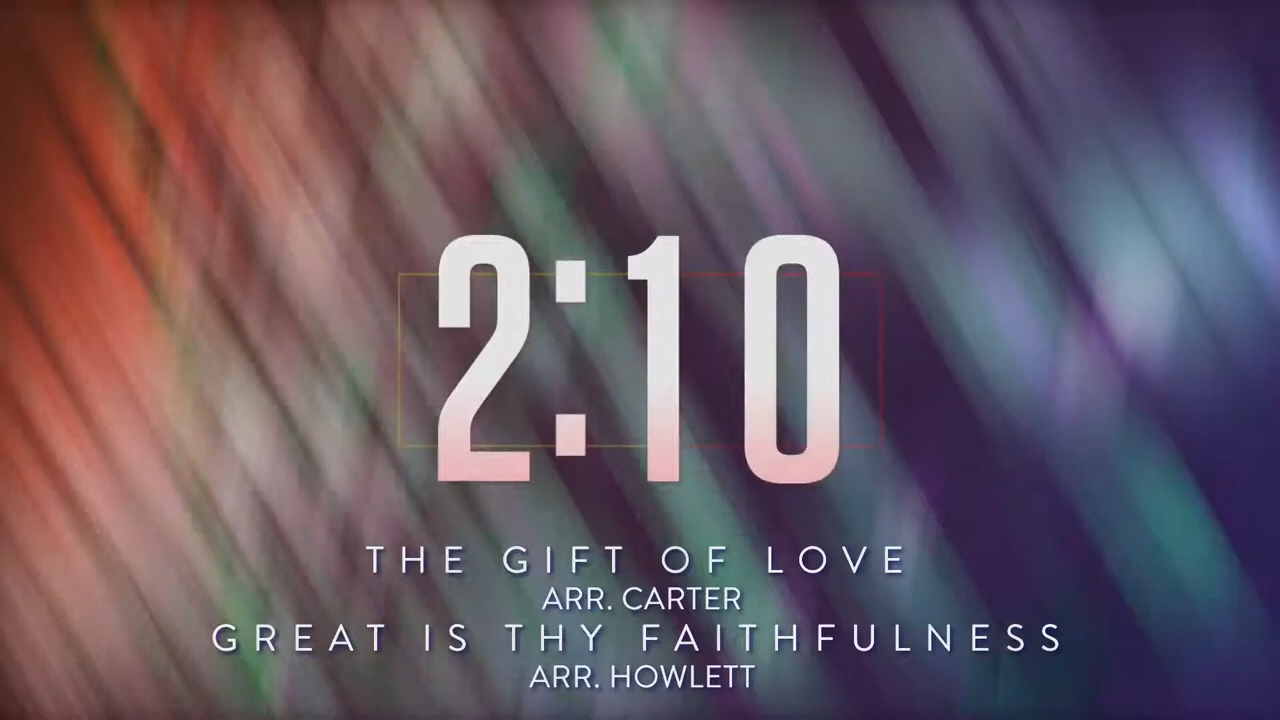 2:10
THE GIFT OF LOVE
ARR. CARTER
GREAT IS THY FAITHFULNESS
ARR. HOWLETT